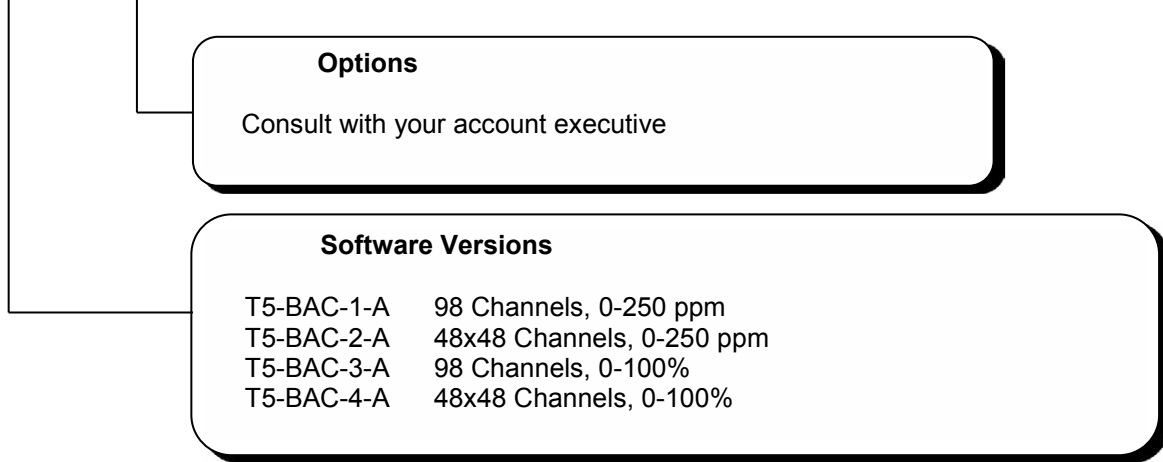 Options
Consult with your account executive
Software Versions
T5-BAC-1-A 98 Channels, 0-250 ppm
T5-BAC-2-A 48x48 Channels, 0-250 ppm
T5-BAC-3-A 98 Channels, 0-100%
T5-BAC-4-A 48x48 Channels, 0-100%